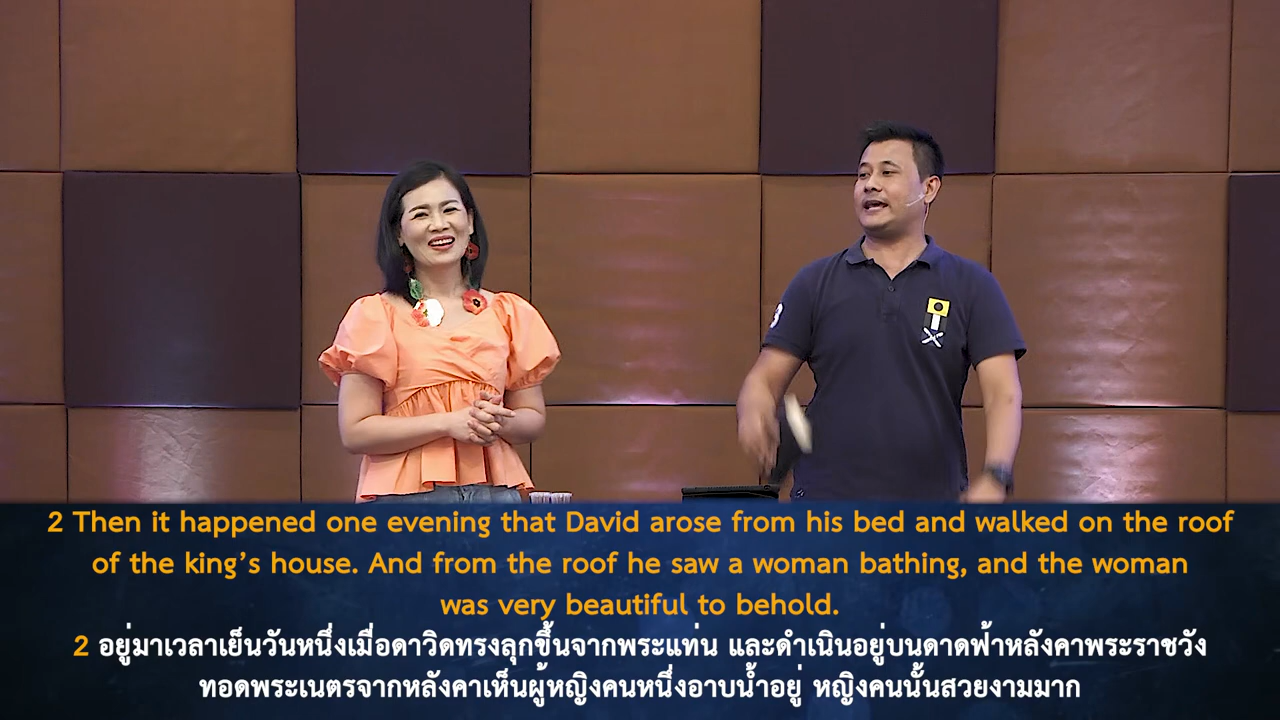 2 Then it happened one evening that David arose from his bed and walked on the roof
of the king’s house. And from the roof he saw a woman bathing, and the woman
was very beautiful to behold.
2 อยู่มาเวลาเย็นวันหนึ่งเมื่อดาวิดทรงลุกขึ้นจากพระแท่น และดำเนินอยู่บนดาดฟ้าหลังคาพระราชวัง
ทอดพระเนตรจากหลังคาเห็นผู้หญิงคนหนึ่งอาบน้ำอยู่ หญิงคนนั้นสวยงามมาก
3